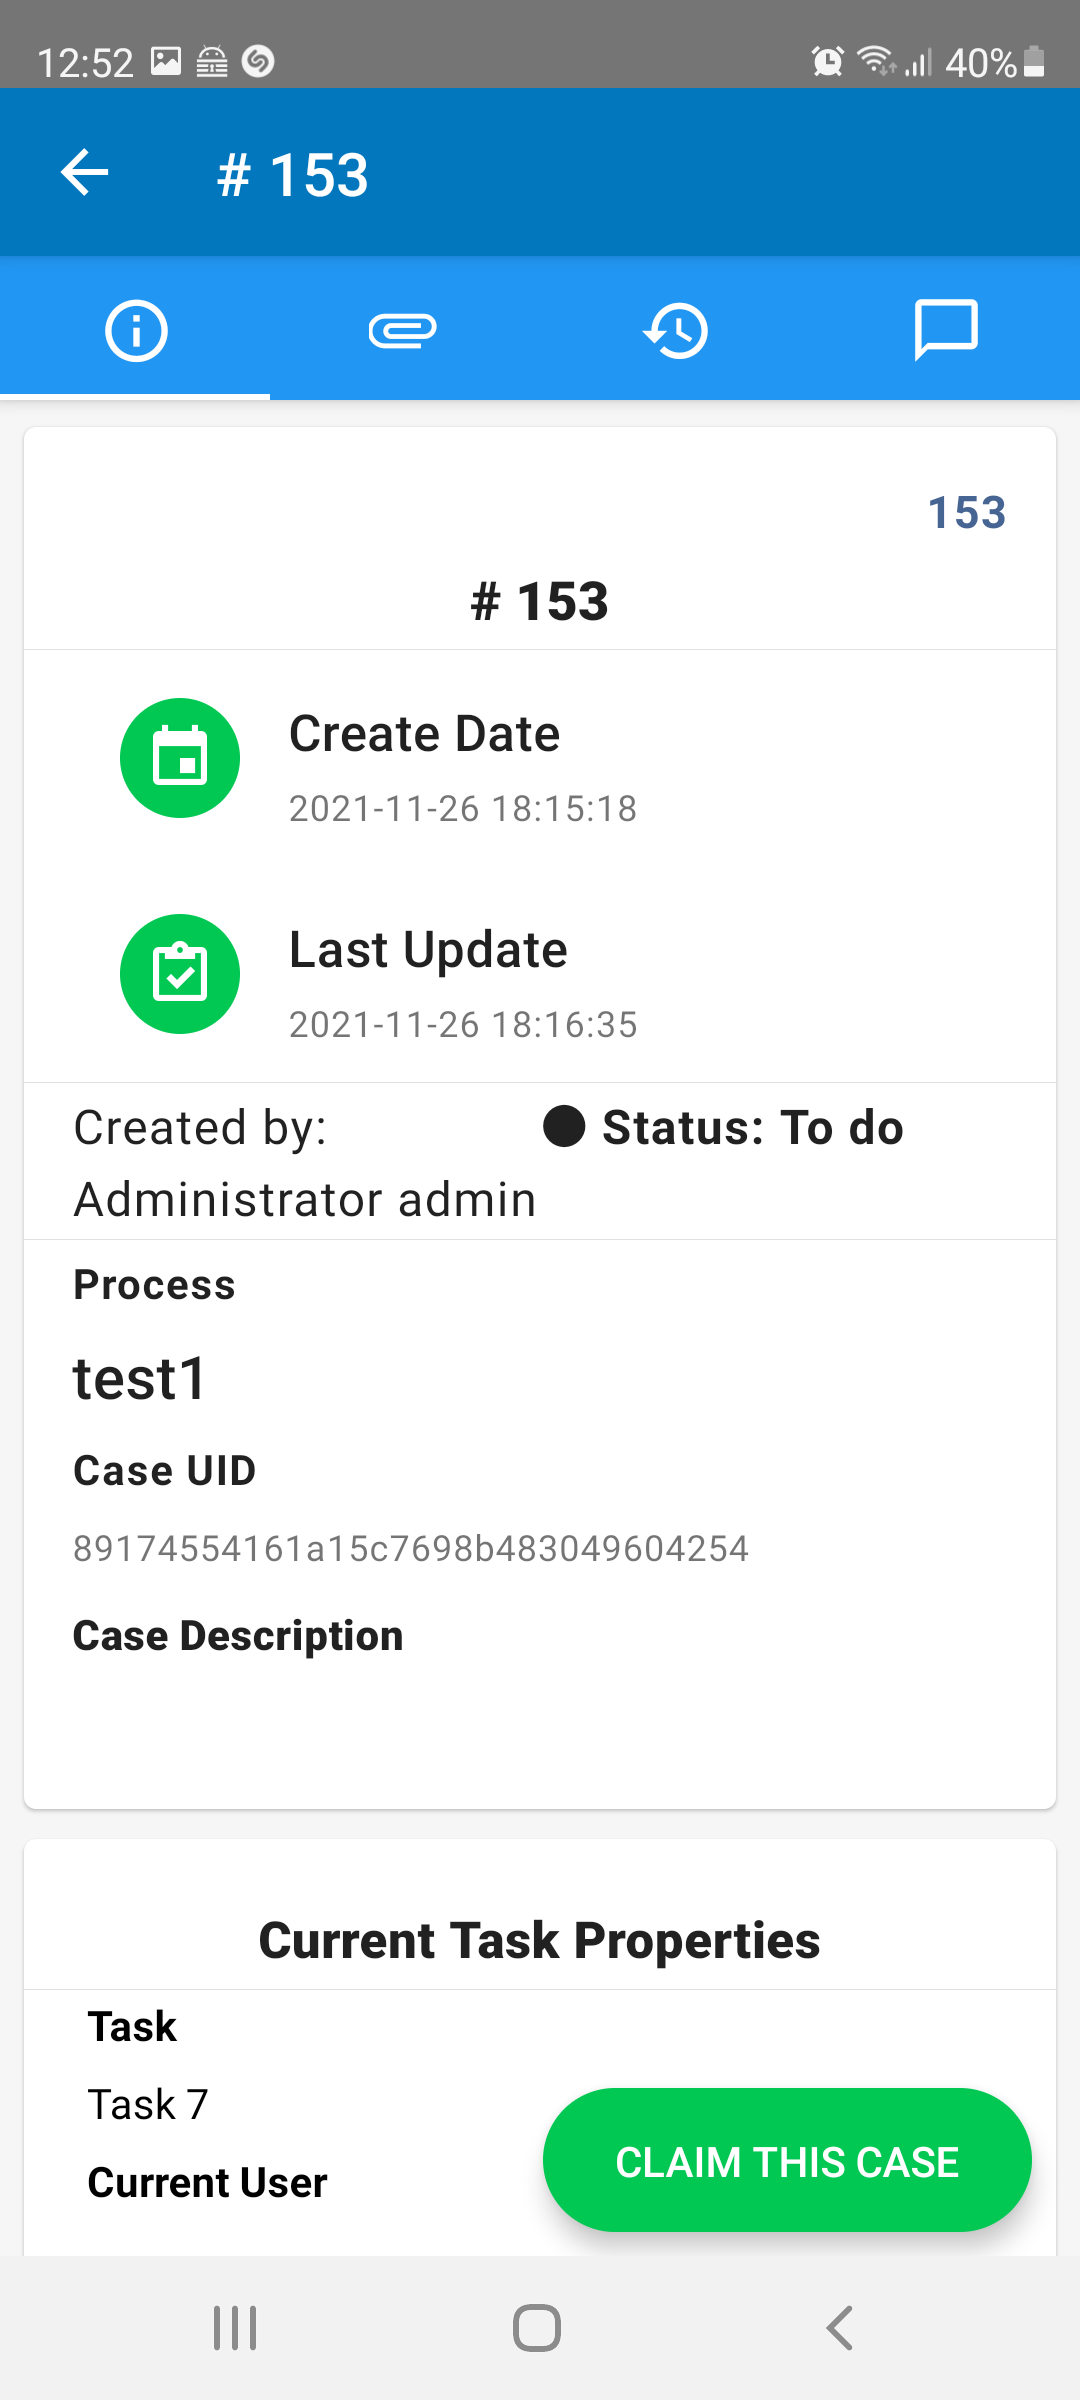 12:52
40%
# 153
153
# 153
Create Date
2021-11-26 18:15:18
Last Update
2021-11-26 18:16:35
Created by:
Administrator admin
Status: To do
Process
test1
Case UID
89174554161a15c7698b483049604254
Case Description
Current Task Properties
Task
Task 7
Current User
CLAIM THIS CASE